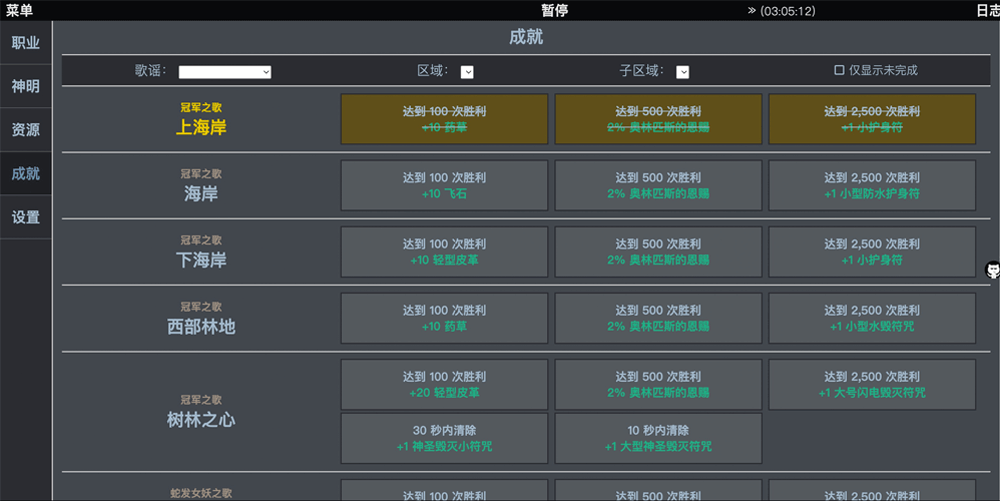 菜单 暂停 » (03:05:12) 日志
职业
神明
资源
成就
设置
成就
歌谣： 区域： 子区域： 仅显示未完成
冠军之歌
上海岸
达到 100 次胜利 达到 500 次胜利 达到 2,500 次胜利
+10 药草 2% 奥林匹斯的恩赐 +1 小护身符
冠军之歌
海岸
达到 100 次胜利 达到 500 次胜利 达到 2,500 次胜利
+10 飞石 2% 奥林匹斯的恩赐 +1 小型防水护身符
冠军之歌
下海岸
达到 100 次胜利 达到 500 次胜利 达到 2,500 次胜利
+10 轻型皮革 2% 奥林匹斯的恩赐 +1 小护身符
冠军之歌
西部林地
达到 100 次胜利 达到 500 次胜利 达到 2,500 次胜利
+10 药草 2% 奥林匹斯的恩赐 +1 小型水毁符咒
冠军之歌
树林之心
达到 100 次胜利 达到 500 次胜利 达到 2,500 次胜利
+20 轻型皮革 2% 奥林匹斯的恩赐 +1 大号闪电毁灭符咒
30 秒内清除 10 秒内清除
+1 神圣毁灭小符咒 +1 大型神圣毁灭符咒
蛇发女妖之歌
达到 100 次胜利 达到 500 次胜利 达到 2,500 次胜利